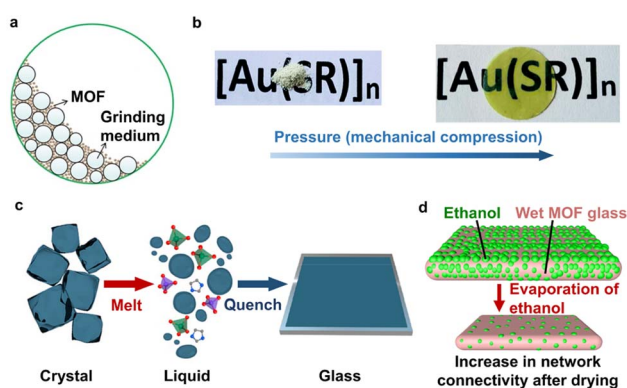 a
MOF
Grinding
medium
b
[Au(SR)]n
[Au(SR)]n
Pressure (mechanical compression)
c
Melt
Quench
Crystal
Liquid
Glass
d
Ethanol
Wet MOF glass
Evaporation of
ethanol
Increase in network
connectivity after drying